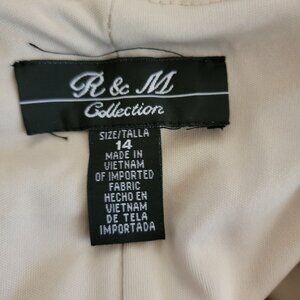 R & M
Collection
SIZE/TALLA
14
MADE IN
VIETNAM
OF IMPORTED
FABRIC
HECHO EN
VIETNAM
DE TELA
IMPORTADA